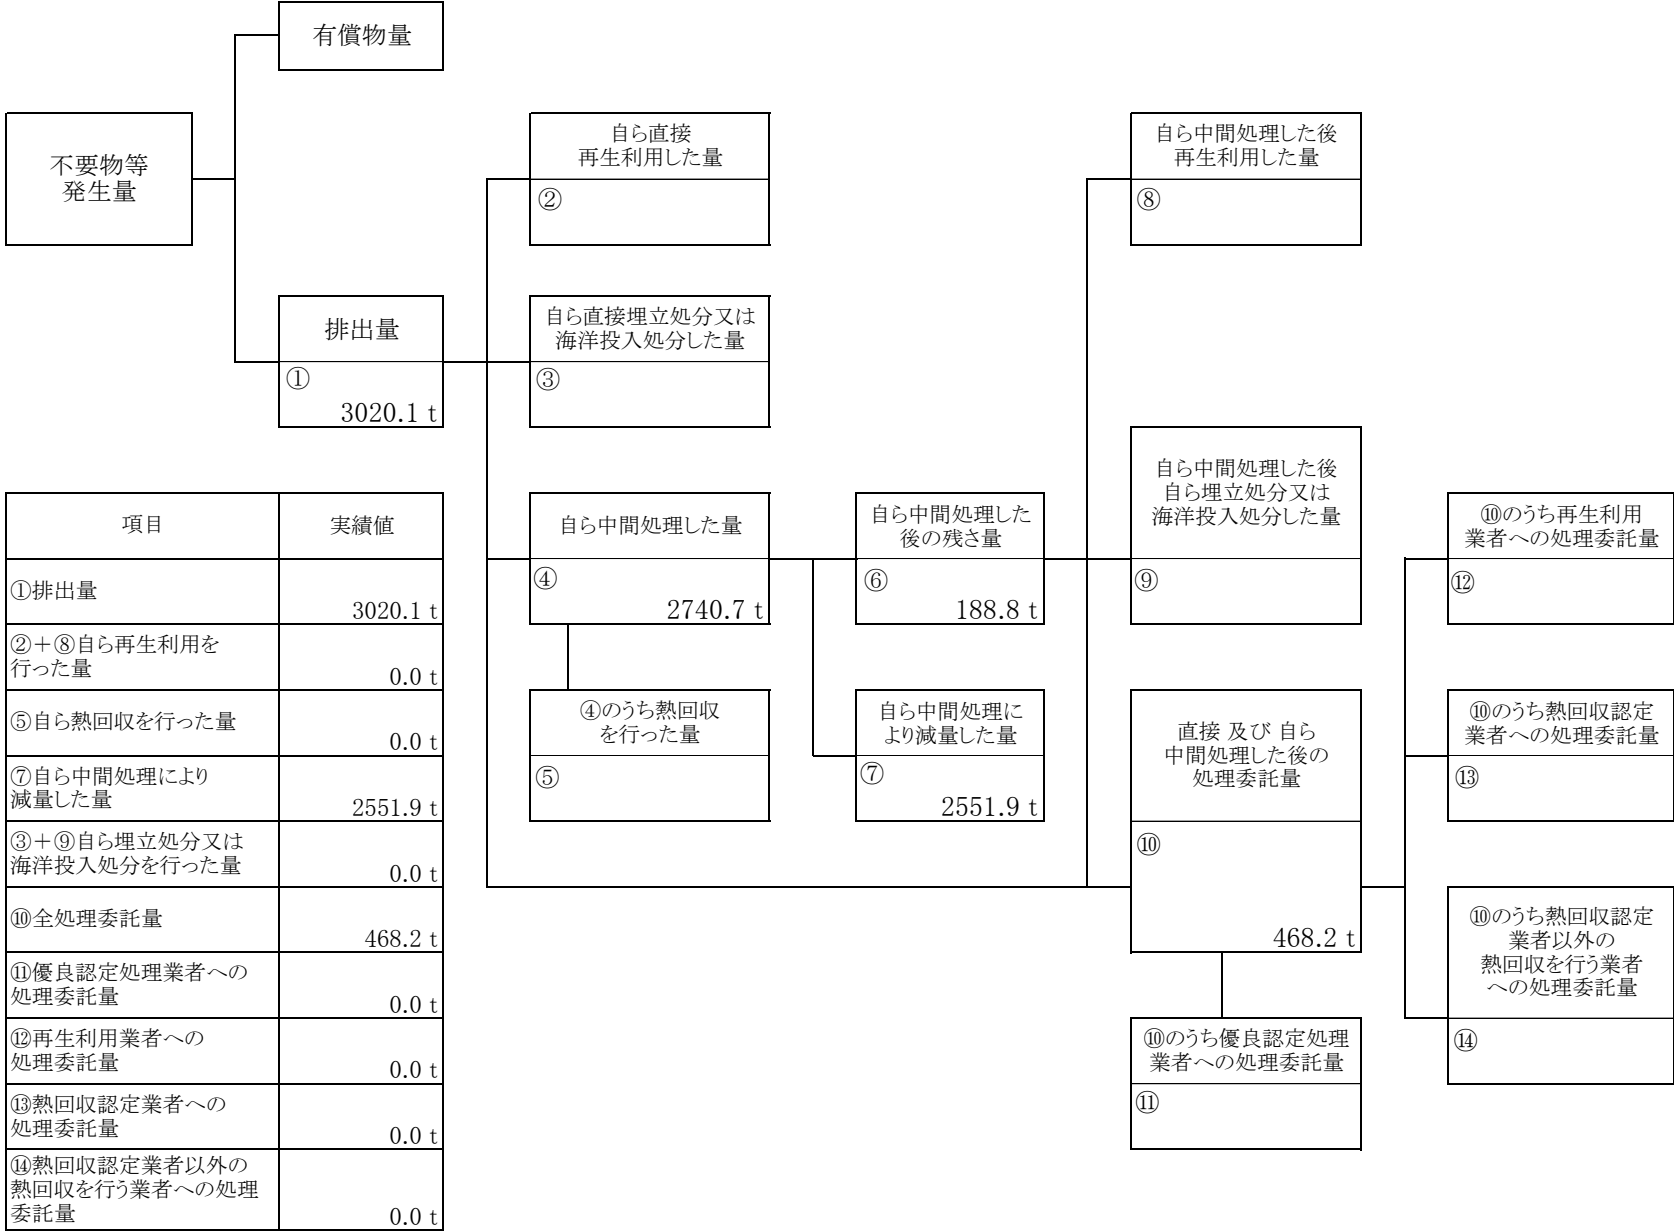 有償物量
不要物等
発生量
自ら直接
再生利用した量
②
自ら中間処理した後
再生利用した量
⑧
排出量
①
3020.1 t
自ら直接埋立処分又は
海洋投入処分した量
③
自ら中間処理した量
④
2740.7 t
自ら中間処理した
後の残さ量
⑥
188.8 t
自ら中間処理した後
自ら埋立処分又は
海洋投入処分した量
⑨
⑩のうち再生利用
業者への処理委託量
⑫
④のうち熱回収
を行った量
⑤
自ら中間処理に
より減量した量
⑦
2551.9 t
直接 及び 自ら
中間処理した後の
処理委託量
⑩
468.2 t
⑩のうち熱回収認定
業者への処理委託量
⑬
⑩のうち熱回収認定
業者以外の
熱回収を行う業者
への処理委託量
⑭
⑩のうち優良認定処理
業者への処理委託量
⑪
項目 実績値
①排出量
3020.1 t
②+⑧自ら再生利用を
行った量
0.0 t
⑤自ら熱回収を行った量
0.0 t
⑦自ら中間処理により
減量した量
2551.9 t
③+⑨自ら埋立処分又は
海洋投入処分を行った量
0.0 t
⑩全処理委託量
468.2 t
⑪優良認定処理業者への
処理委託量
0.0 t
⑫再生利用業者への
処理委託量
0.0 t
⑬熱回収認定業者への
処理委託量
0.0 t
⑭熱回収認定業者以外の
熱回収を行う業者への処理
委託量
0.0 t